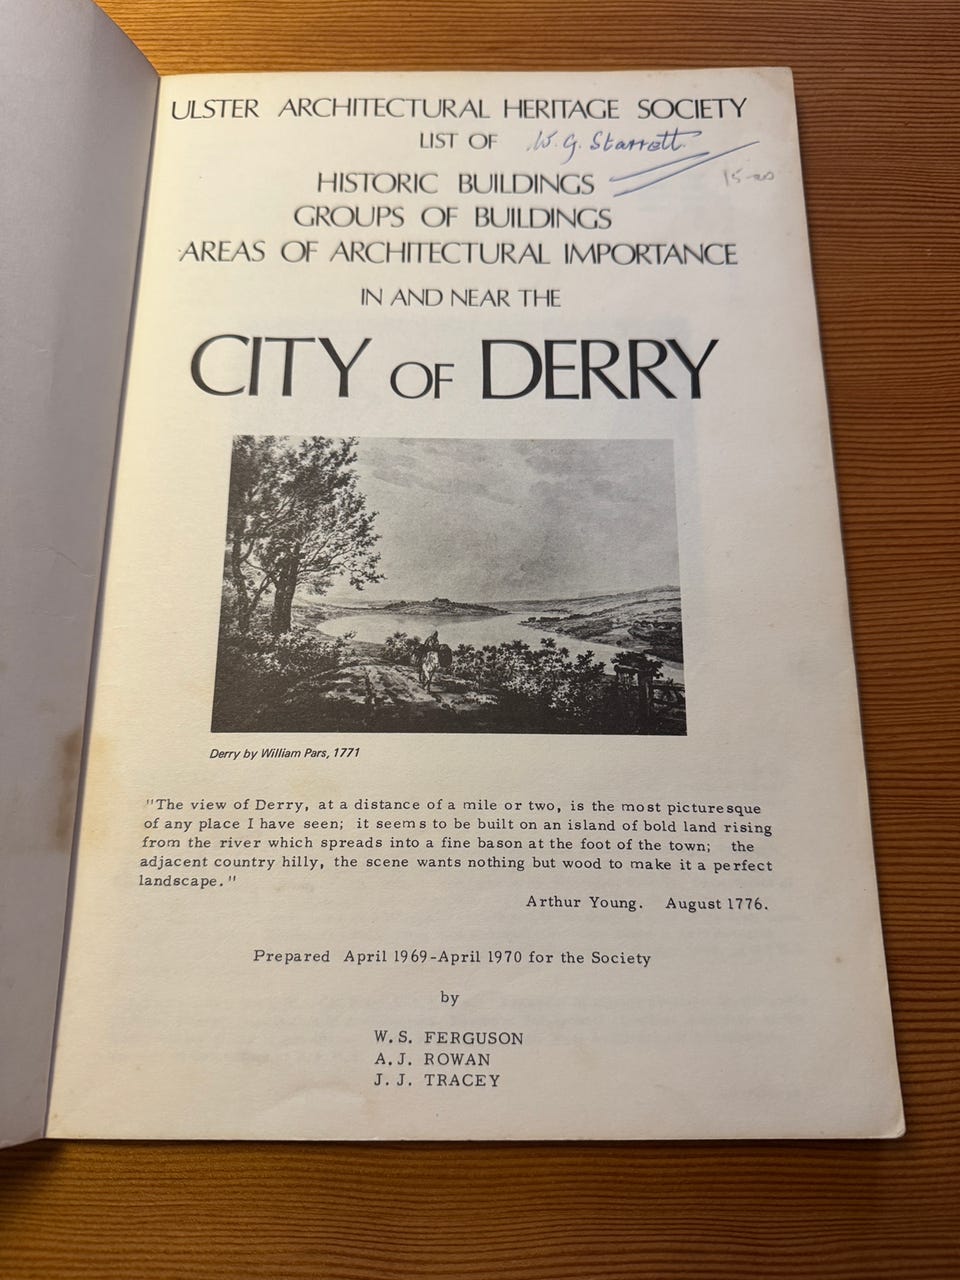 ULSTER ARCHITECTURAL HERITAGE SOCIETY
LIST OF W. G. Starrett
HISTORIC BUILDINGS 15-00
GROUPS OF BUILDINGS
AREAS OF ARCHITECTURAL IMPORTANCE
IN AND NEAR THE
CITY OF DERRY
Derry by William Pars, 1771
"The view of Derry, at a distance of a mile or two, is the most picturesque
of any place I have seen; it seems to be built on an island of bold land rising
from the river which spreads into a fine bason at the foot of the town; the
adjacent country hilly, the scene wants nothing but wood to make it a perfect
landscape."
Arthur Young. August 1776.
Prepared April 1969-April 1970 for the Society
by
W.S. FERGUSON
A.J. ROWAN
J.J. TRACEY